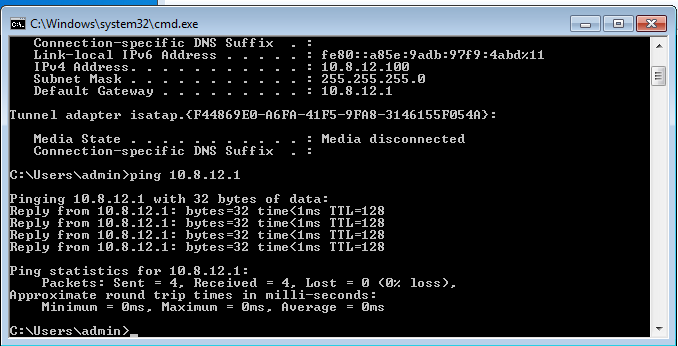 C:\Windows\system32\cmd.exe
Connection-specific DNS Suffix  . :
Link-local IPv6 Address . . . . . : fe80::a85e:9adb:97f9:4abd%11
IPv4 Address. . . . . . . . . . . : 10.8.12.100
Subnet Mask . . . . . . . . . . . : 255.255.255.0
Default Gateway . . . . . . . . . : 10.8.12.1
Tunnel adapter isatap.{F44869E0-A6FA-41F5-9FA8-3146155F054A}:
Media State . . . . . . . . . . . : Media disconnected
Connection-specific DNS Suffix  . :
C:\Users\admin>ping 10.8.12.1
Pinging 10.8.12.1 with 32 bytes of data:
Reply from 10.8.12.1: bytes=32 time<1ms TTL=128
Reply from 10.8.12.1: bytes=32 time<1ms TTL=128
Reply from 10.8.12.1: bytes=32 time<1ms TTL=128
Reply from 10.8.12.1: bytes=32 time<1ms TTL=128
Ping statistics for 10.8.12.1:
Packets: Sent = 4, Received = 4, Lost = 0 (0% loss),
Approximate round trip times in milli-seconds:
Minimum = 0ms, Maximum = 0ms, Average = 0ms
C:\Users\admin>_